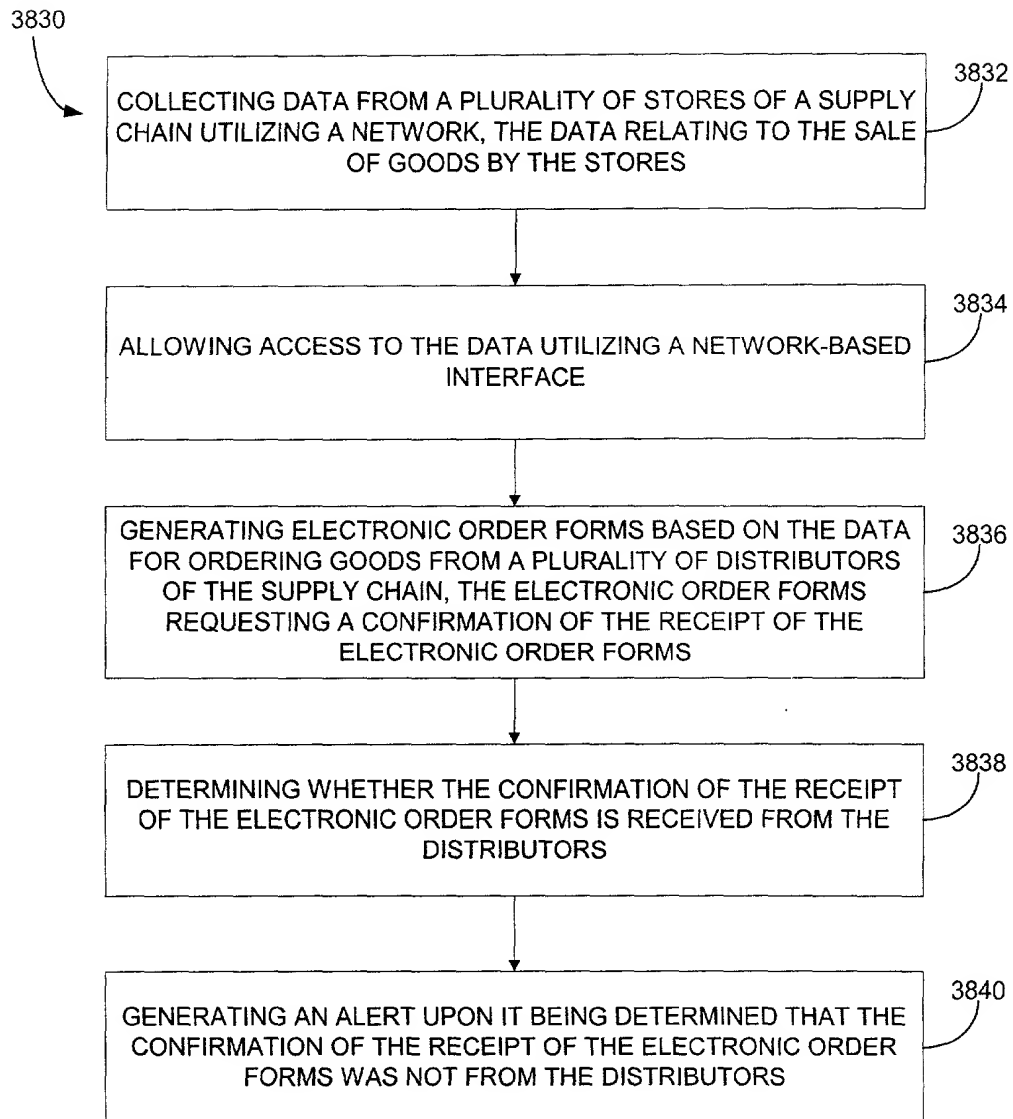 3830
3832
COLLECTING DATA FROM A PLURALITY OF STORES OF A SUPPLY
CHAIN UTILIZING A NETWORK, THE DATA RELATING TO THE SALE
OF GOODS BY THE STORES
3834
ALLOWING ACCESS TO THE DATA UTILIZING A NETWORK-BASED
INTERFACE
3836
GENERATING ELECTRONIC ORDER FORMS BASED ON THE DATA
FOR ORDERING GOODS FROM A PLURALITY OF DISTRIBUTORS
OF THE SUPPLY CHAIN, THE ELECTRONIC ORDER FORMS
REQUESTING A CONFIRMATION OF THE RECEIPT OF THE
ELECTRONIC ORDER FORMS
3838
DETERMINING WHETHER THE CONFIRMATION OF THE RECEIPT
OF THE ELECTRONIC ORDER FORMS IS RECEIVED FROM THE
DISTRIBUTORS
3840
GENERATING AN ALERT UPON IT BEING DETERMINED THAT THE
CONFIRMATION OF THE RECEIPT OF THE ELECTRONIC ORDER
FORMS WAS NOT FROM THE DISTRIBUTORS